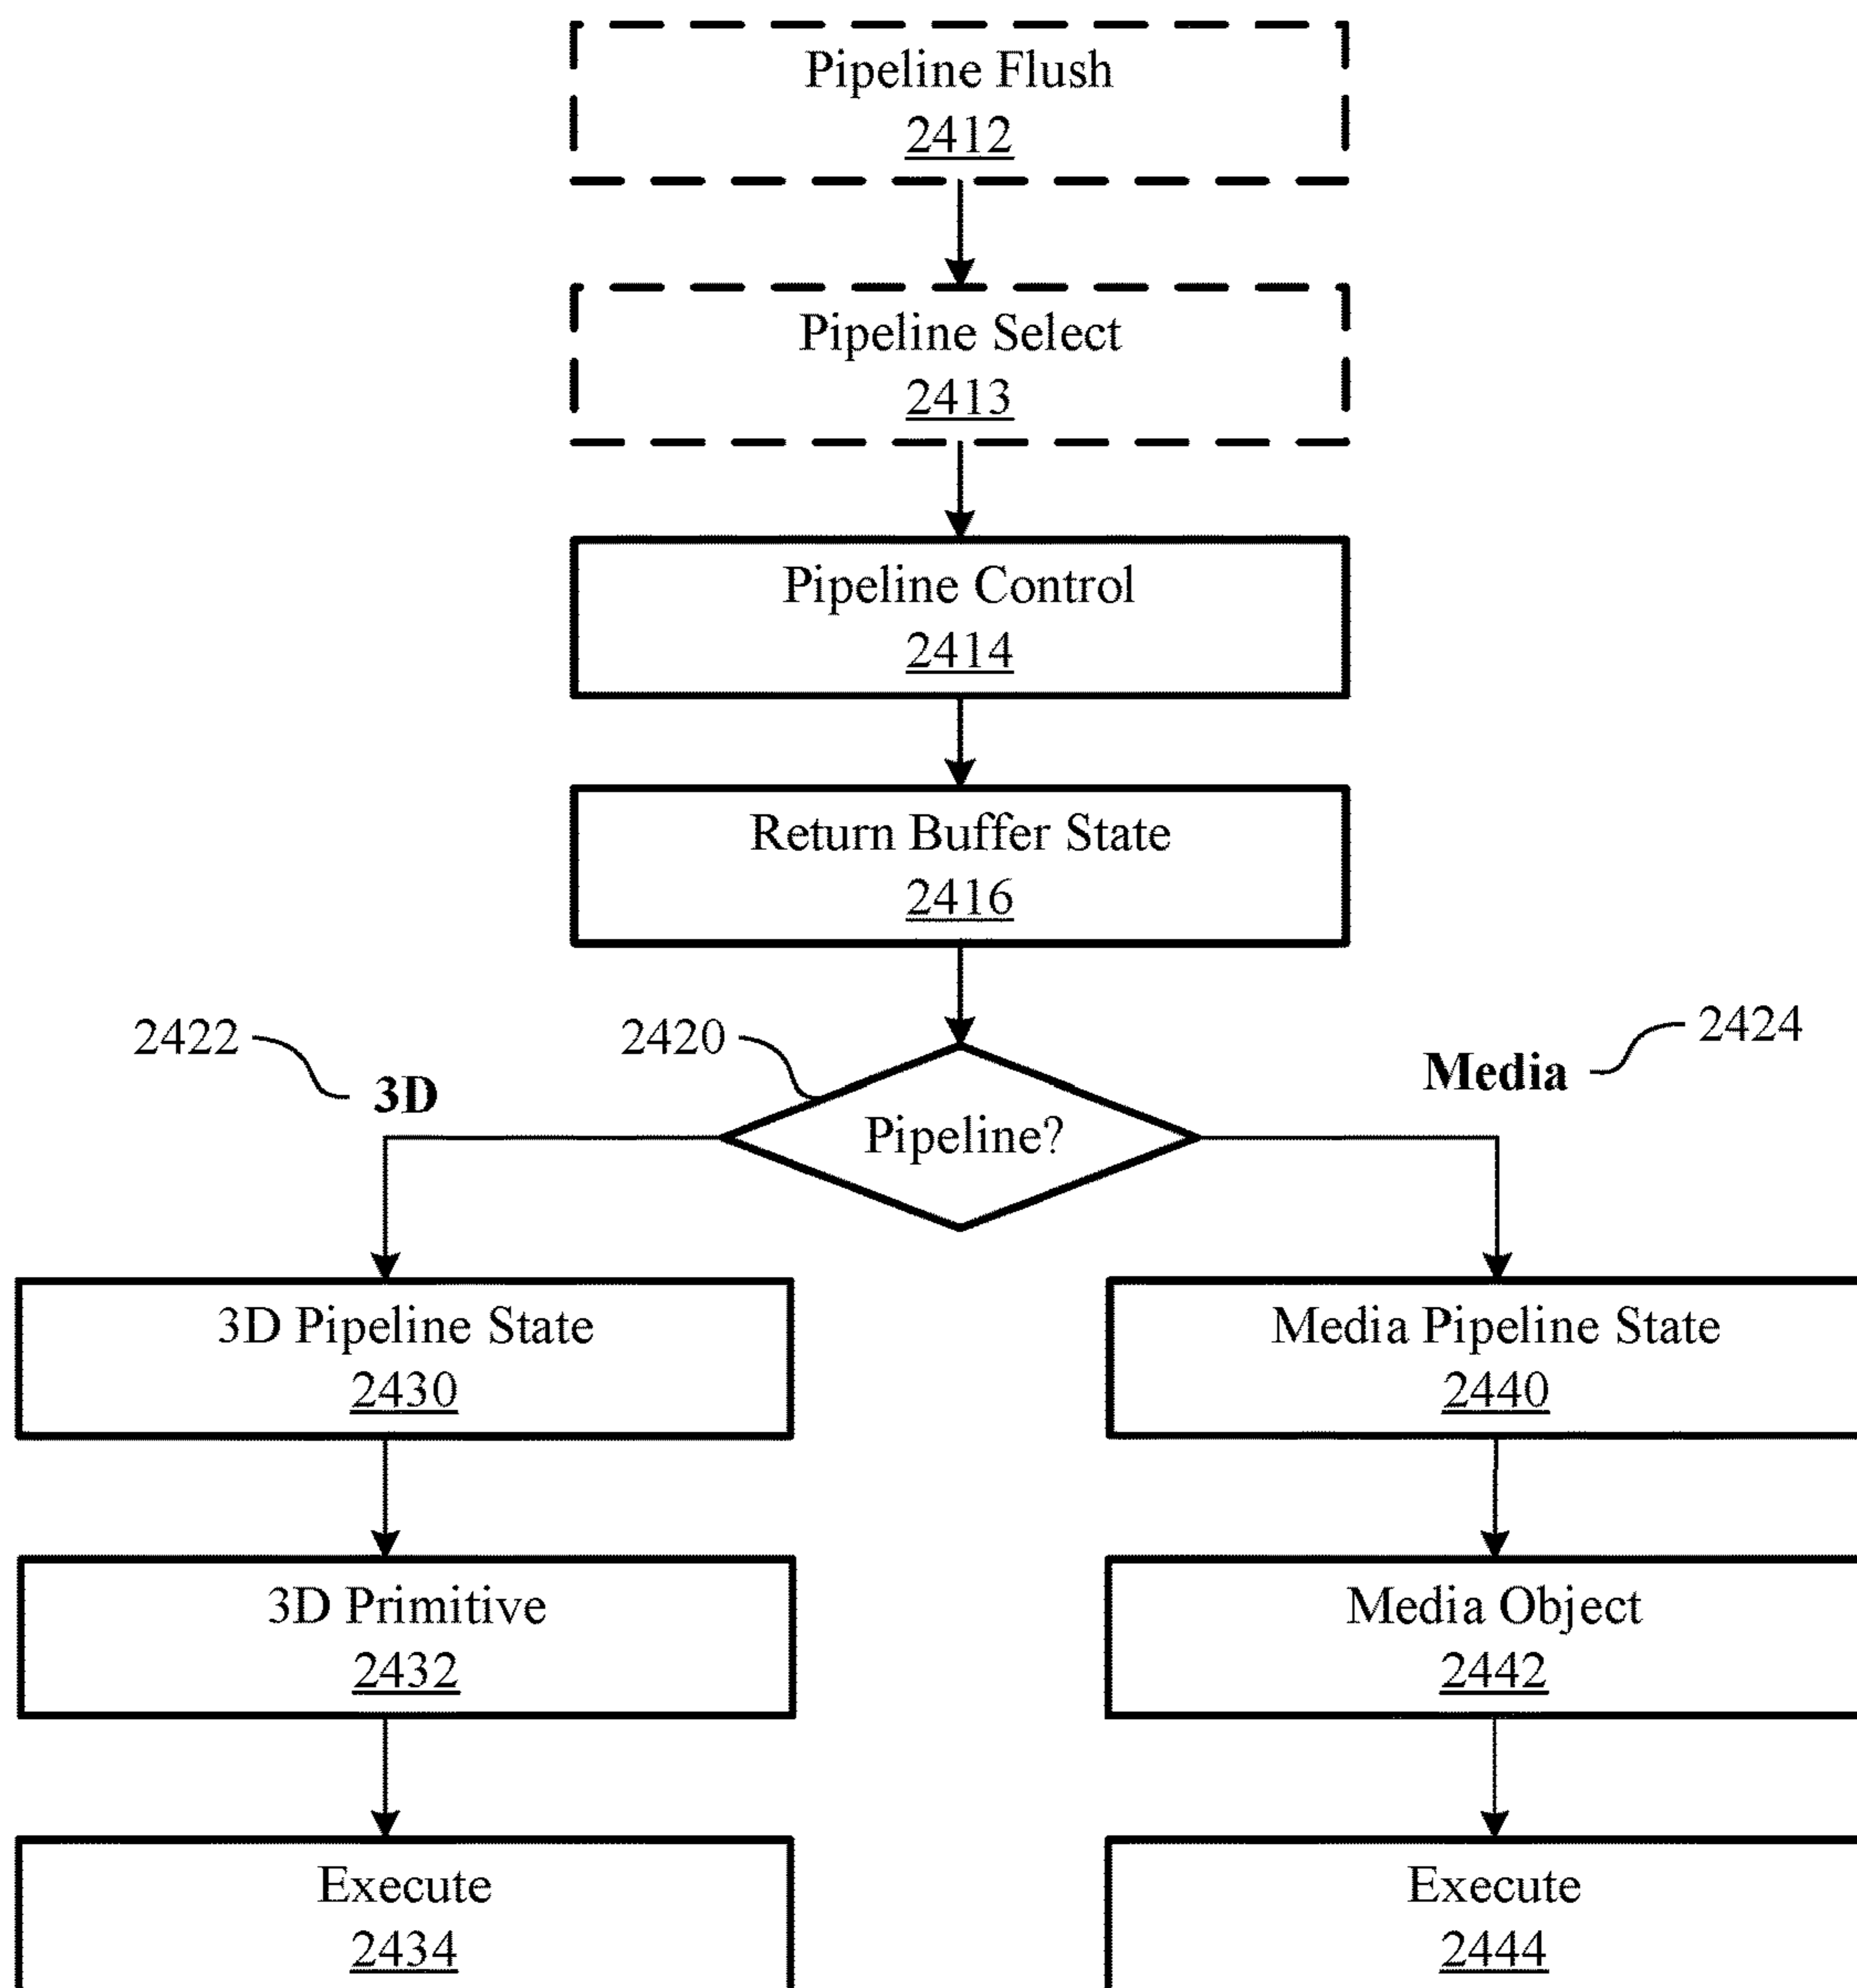 Pipeline Flush
2412
Pipeline Select
2413
Pipeline Control
2414
Return Buffer State
2416
2422
3D
2420
Pipeline?
Media
2424
3D Pipeline State
2430
3D Primitive
2432
Execute
2434
Media Pipeline State
2440
Media Object
2442
Execute
2444